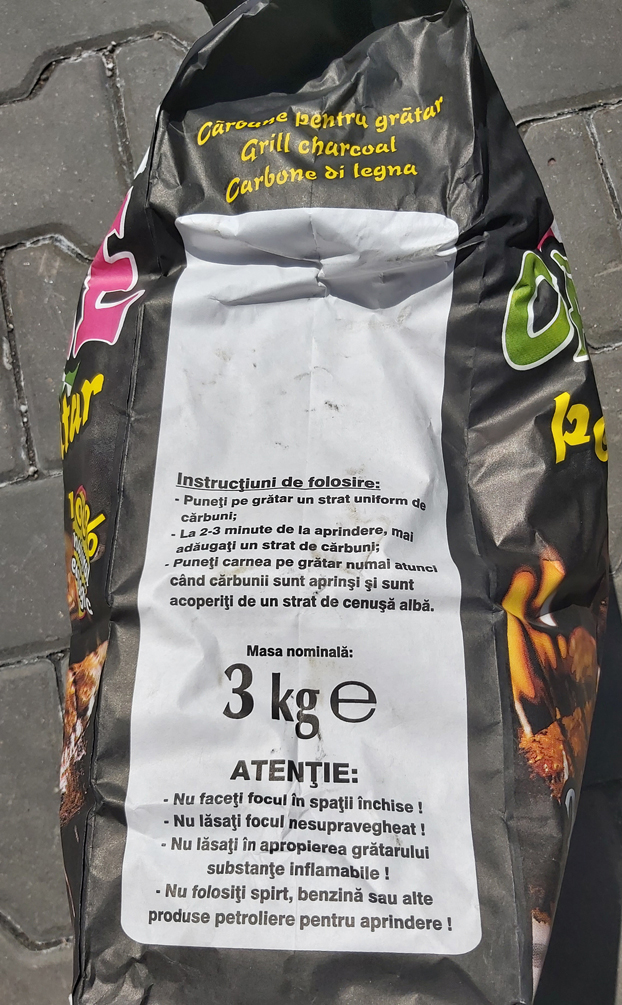 Cărbune pentru grătar
Grill charcoal
Carbone di legna
Instrucţiuni de folosire:
- Puneţi pe grătar un strat uniform de
cărbuni;
- La 2-3 minute de la aprindere, mai
adăugaţi un strat de cărbuni;
- Puneţi carnea pe grătar numai atunci
când cărbunii sunt aprinşi şi sunt
acoperiţi de un strat de cenuşă albă.
Masa nominală:
3 kg ℮
ATENŢIE:
- Nu faceţi focul în spaţii închise !
- Nu lăsaţi focul nesupravegheat !
- Nu lăsaţi în apropierea grătarului
substanţe inflamabile !
- Nu folosiţi spirt, benzină sau alte
produse petroliere pentru aprindere !